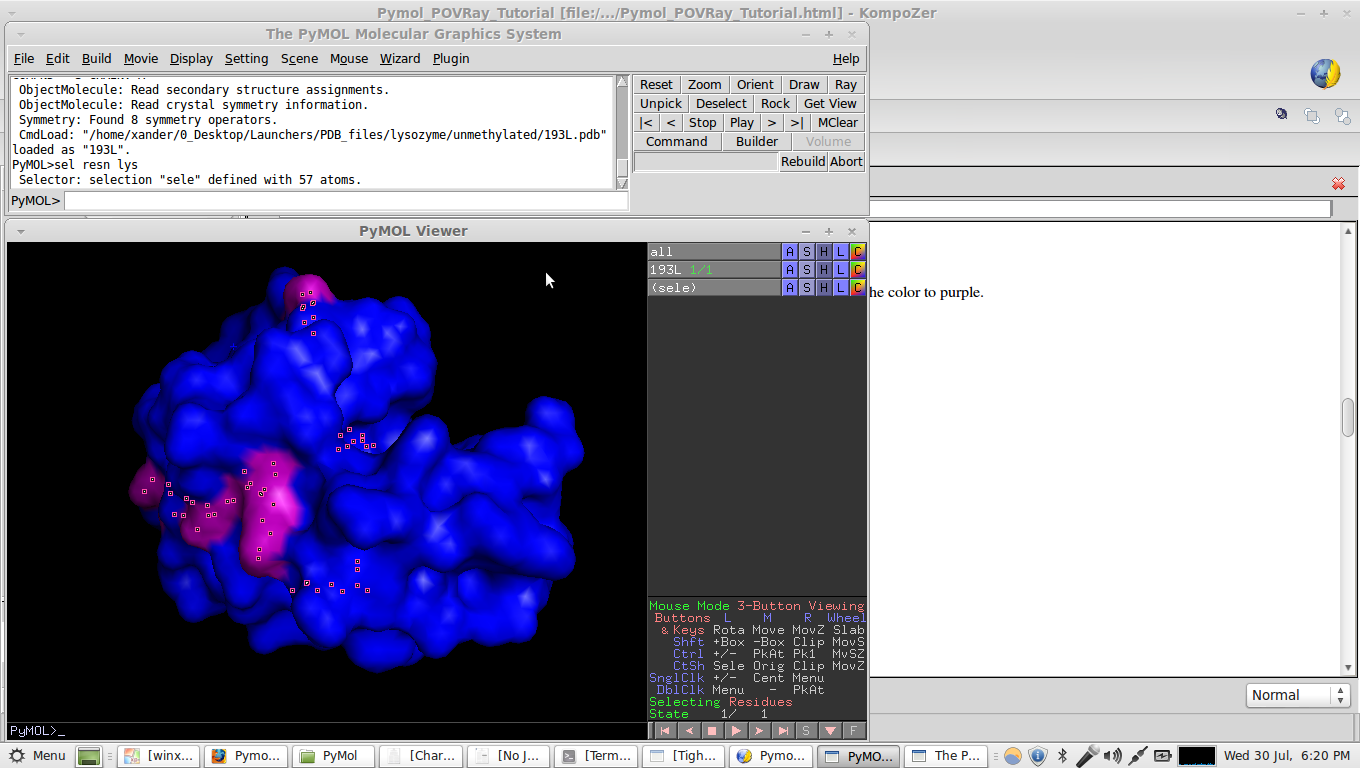 Pymol_POVRay_Tutorial [file:/.../Pymol_POVRay_Tutorial.html] - KompoZer
The PyMOL Molecular Graphics System
File Edit Build Movie Display Setting Scene Mouse Wizard Plugin Help
ObjectMolecule: Read secondary structure assignments.
ObjectMolecule: Read crystal symmetry information.
Symmetry: Found 8 symmetry operators.
CmdLoad: "/home/xander/0_Desktop/Launchers/PDB_files/lysozyme/unmethylated/193L.pdb"
loaded as "193L".
PyMOL>sel resn lys
Selector: selection "sele" defined with 57 atoms.
PyMOL>
Reset Zoom Orient Draw Ray
Unpick Deselect Rock Get View
|< < Stop Play > >| MClear
Command Builder Volume
Rebuild Abort
PyMOL Viewer
all A S H L C
193L 1/1 A S H L C
(sele) A S H L C
he color to purple.
Mouse Mode 3-Button Viewing
Buttons L M R Wheel
& Keys Rota Move MovZ Slab
Shft +Box -Box Clip MovS
Ctrl +/- PkAt Pk1 MvSZ
CtSh Sele Orig Clip MovZ
SnglClk +/- Cent Menu
DblClk Menu - PkAt
Selecting Residues
State 1/ 1
S F
PyMOL>_
Normal
Menu [winx... Pymo... PyMol [Char... [No J... [Term... [Tigh... Pymo... PyMO... The P... Wed 30 Jul, 6:20 PM